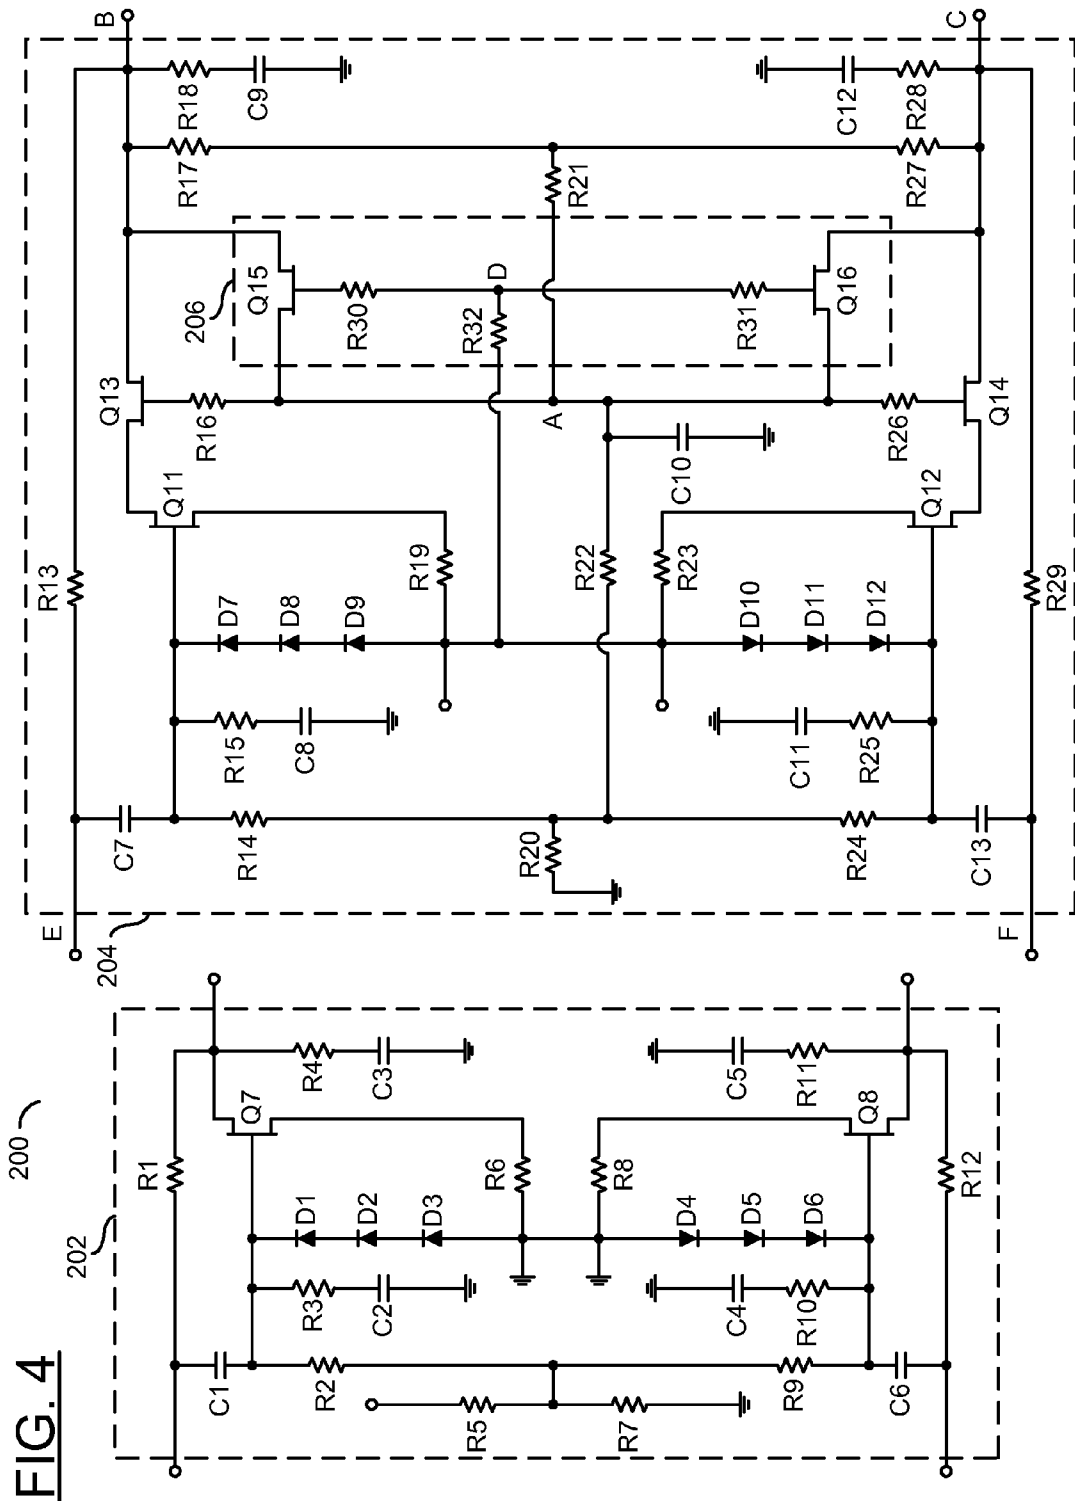 FIG. 4
200
202
R1
C1
R2
R3
C2
D1
D2
D3
Q7
R4
C3
R6
R5
R7
R8
R9
C4
R10
D4
D5
D6
Q8
C5
R11
C6
R12
204
E
B
R13
C7
R14
R15
C8
D7
D8
D9
Q11
R19
Q13
R16
206
Q15
R30
R17
R18
C9
R20
R22
R32
D
A
R21
C10
R23
R31
Q16
R24
C11
R25
D10
D11
D12
Q12
R26
Q14
R27
C12
R28
C13
R29
F
C